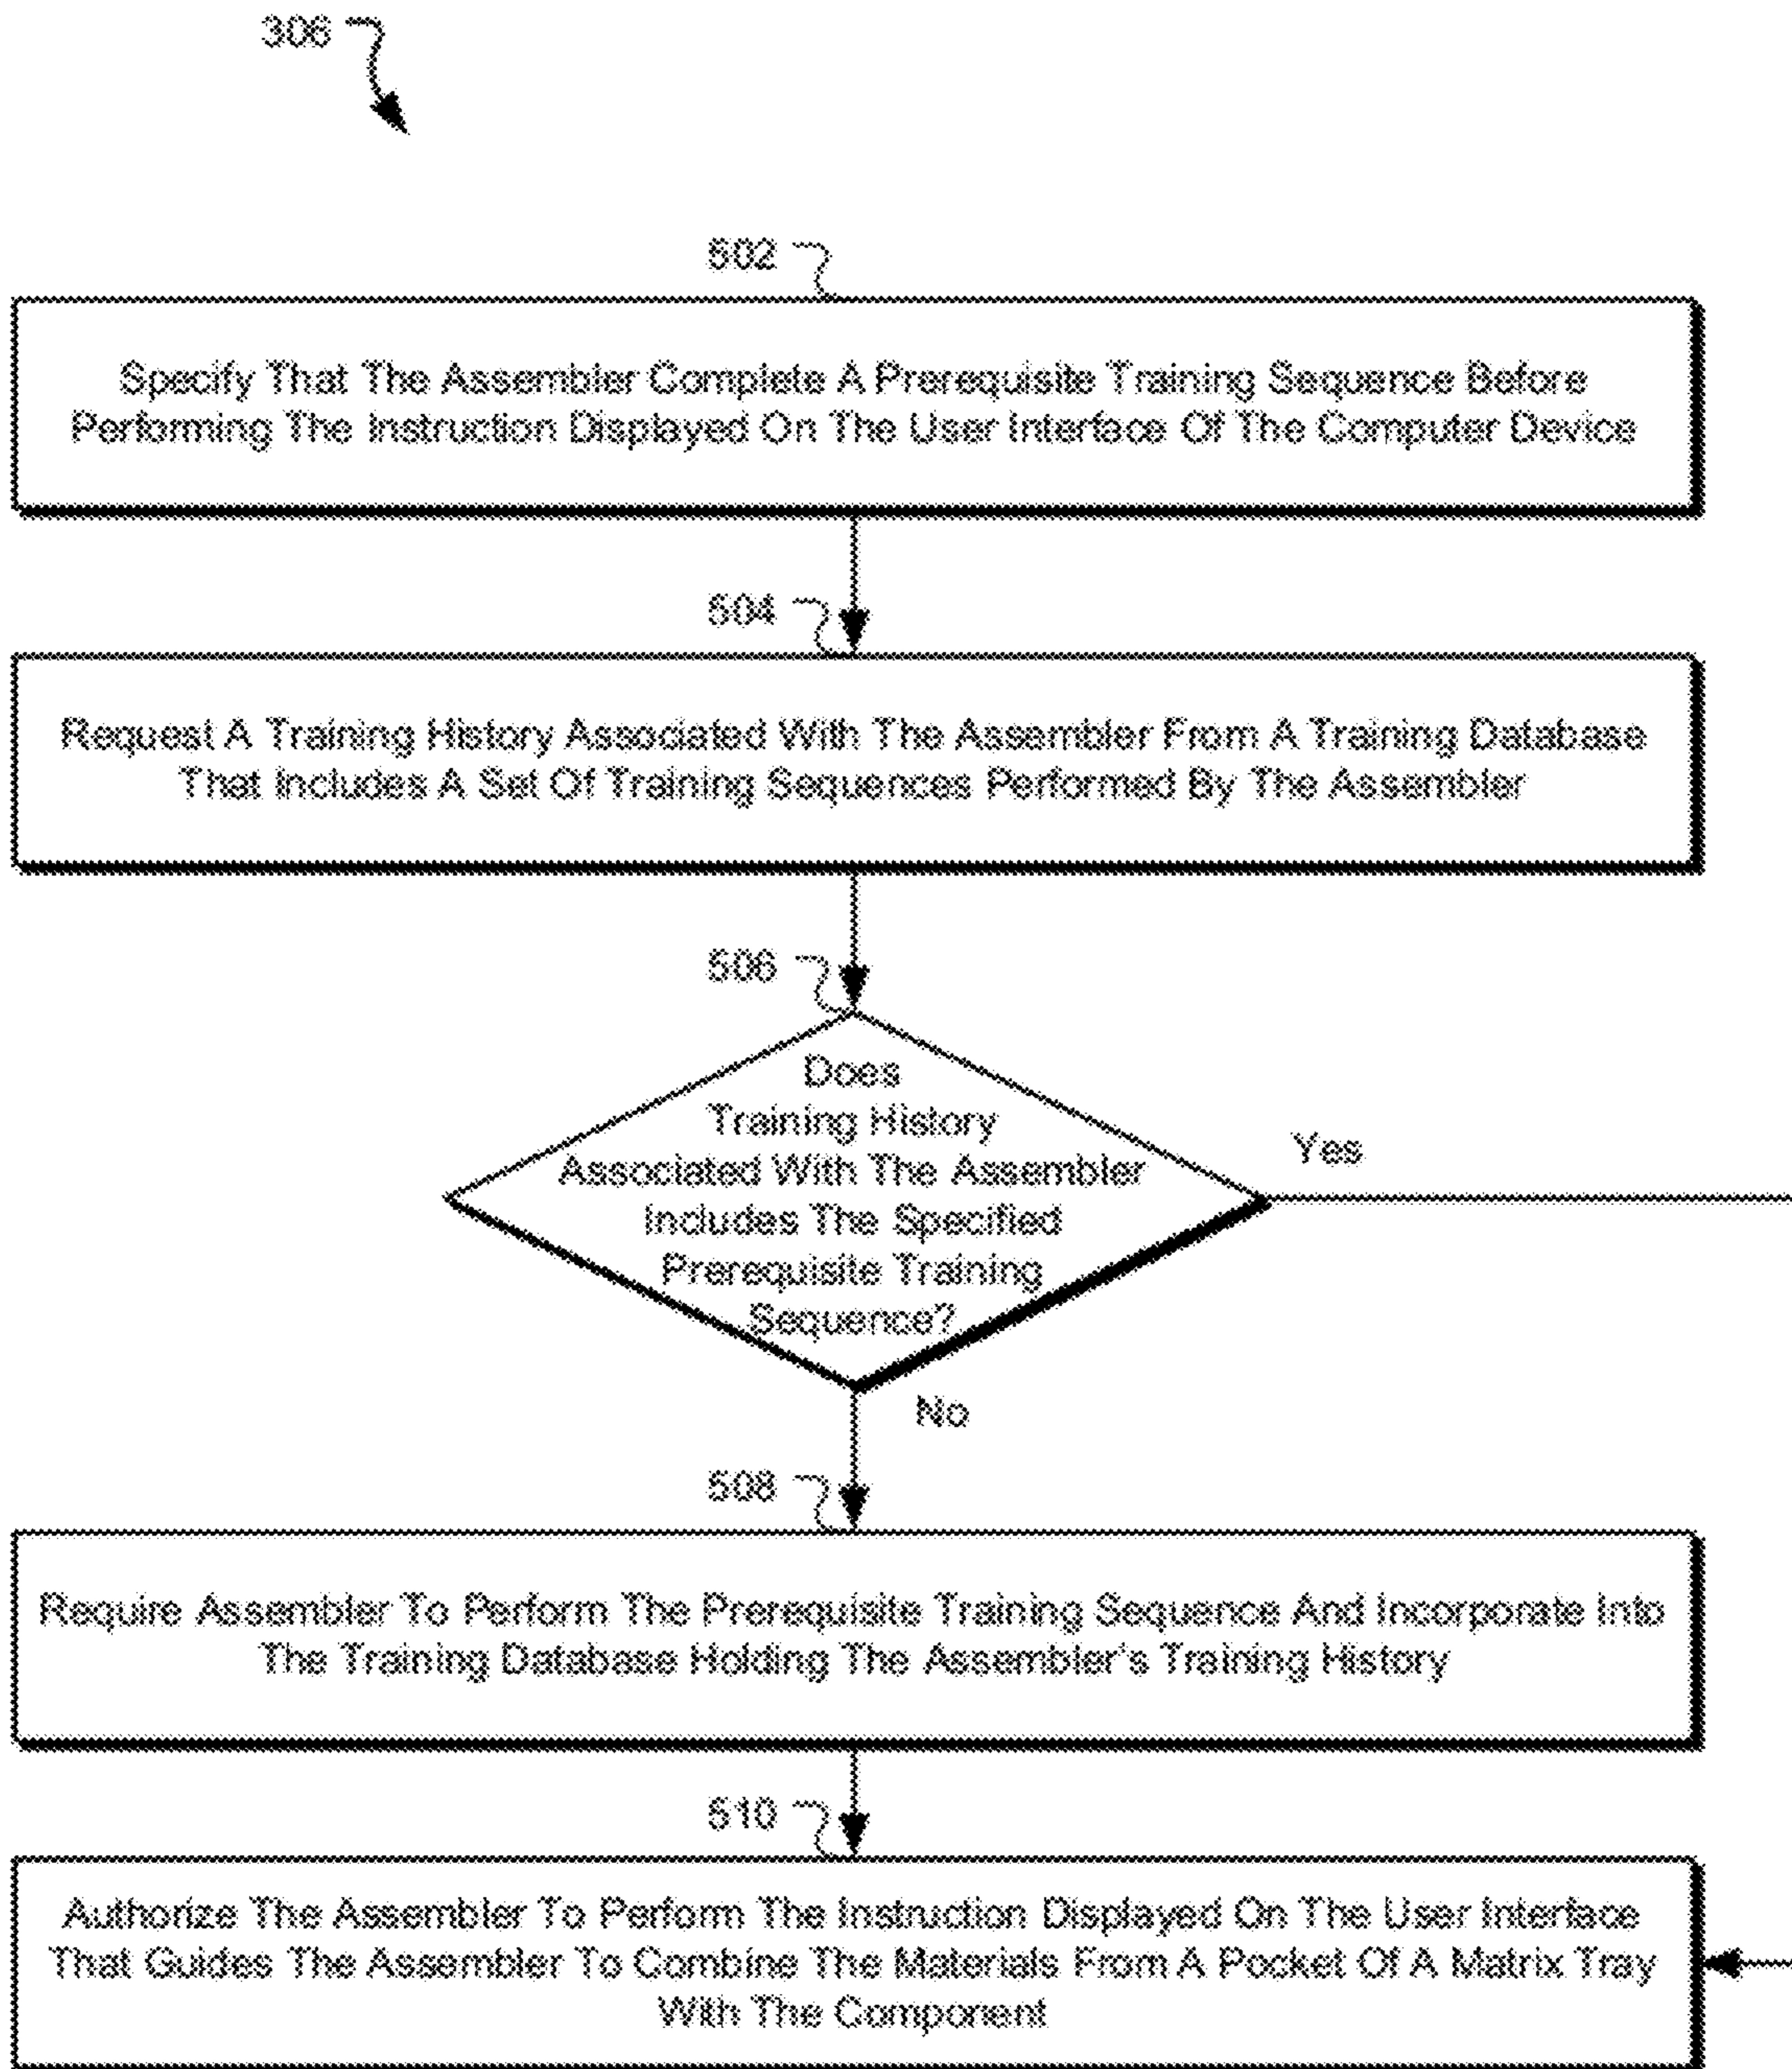 306
502
Specify That The Assembler Complete A Prerequisite Training Sequence Before
Performing The Instruction Displayed On The User Interface Of The Computer Device
504
Request A Training History Associated With The Assembler From A Training Database
That Includes A Set Of Training Sequences Performed By The Assembler
506
Does
Training History
Associated With The Assembler
Includes The Specified
Prerequisite Training
Sequence?
Yes
No
508
Require Assembler To Perform The Prerequisite Training Sequence And Incorporate Into
The Training Database Holding The Assembler's Training History
510
Authorize The Assembler To Perform The Instruction Displayed On The User Interface
That Guides The Assembler To Combine The Materials From A Pocket Of A Matrix Tray
With The Component